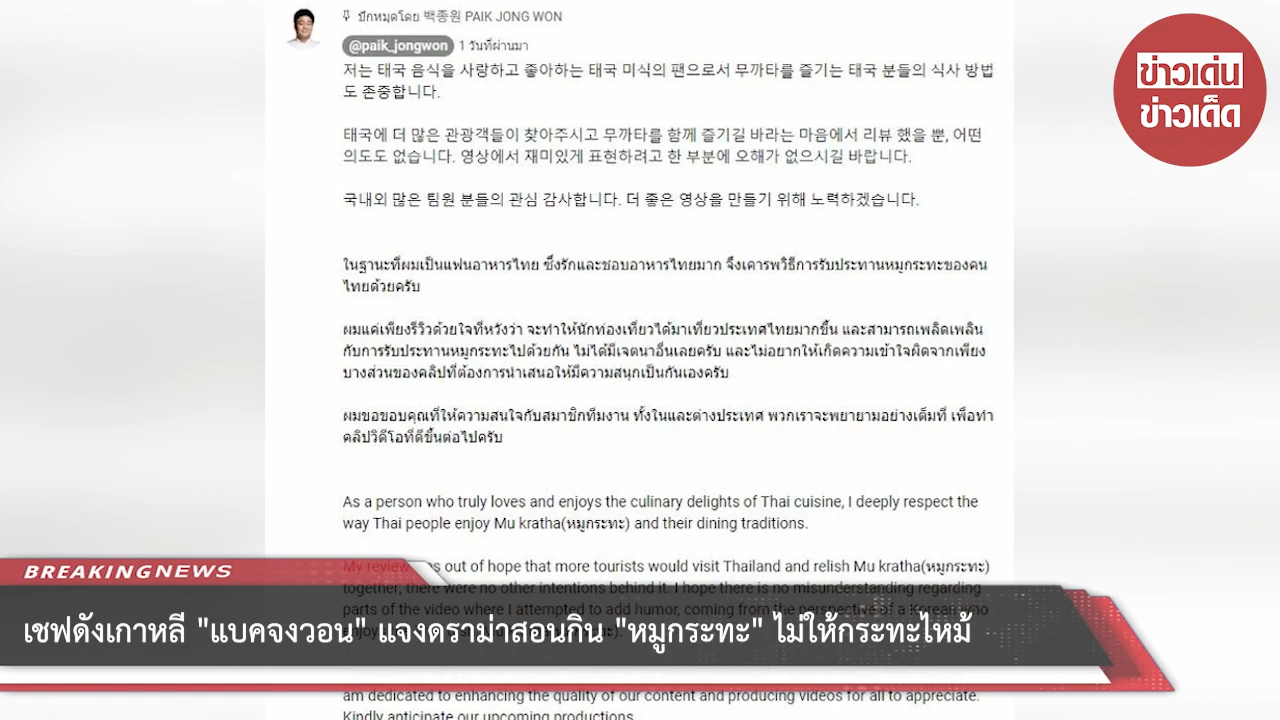 ปักหมุดโดย 백종원 PAIK JONG WON
@paik_jongwon 1 วันที่ผ่านมา
저는 태국 음식을 사랑하고 좋아하는 태국 미식의 팬으로서 무까타를 즐기는 태국 분들의 식사 방법
도 존중합니다.
태국에 더 많은 관광객들이 찾아주시고 무까타를 함께 즐기길 바라는 마음에서 리뷰 했을 뿐, 어떤
의도도 없습니다. 영상에서 재미있게 표현하려고 한 부분에 오해가 없으시길 바랍니다.
국내외 많은 팀원 분들의 관심 감사합니다. 더 좋은 영상을 만들기 위해 노력하겠습니다.
ในฐานะที่ผมเป็นแฟนอาหารไทย ซึ่งรักและชอบอาหารไทยมาก จึงเคารพวิธีการรับประทานหมูกระทะของคน
ไทยด้วยครับ
ผมแค่เพียงรีวิวด้วยใจที่หวังว่า จะทำให้นักท่องเที่ยวได้มาเที่ยวประเทศไทยมากขึ้น และสามารถเพลิดเพลิน
กับการรับประทานหมูกระทะไปด้วยกัน ไม่ได้มีเจตนาอื่นเลยครับ และไม่อยากให้เกิดความเข้าใจผิดจากเพียง
บางส่วนของคลิปที่ต้องการนำเสนอให้มีความสนุกเป็นกันเองครับ
ผมขอขอบคุณที่ให้ความสนใจกับสมาชิกทีมงาน ทั้งในและต่างประเทศ พวกเราจะพยายามอย่างเต็มที่ เพื่อทำ
คลิปวิดีโอที่ดีขึ้นต่อไปครับ
As a person who truly loves and enjoys the culinary delights of Thai cuisine, I deeply respect the
way Thai people enjoy Mu kratha(หมูกระทะ) and their dining traditions.
My review was out of hope that more tourists would visit Thailand and relish Mu kratha(หมูกระทะ)
together; there were no other intentions behind it. I hope there is no misunderstanding regarding
parts of the video where I attempted to add humor, coming from the perspective of a Korean who
am dedicated to enhancing the quality of our content and producing videos for all to appreciate.
Kindly anticipate our upcoming productions.
ข่าวเด่น
ข่าวเด็ด
BREAKING NEWS
เชฟดังเกาหลี "แบคจงวอน" แจงดราม่าสอนกิน "หมูกระทะ" ไม่ให้กระทะไหม้